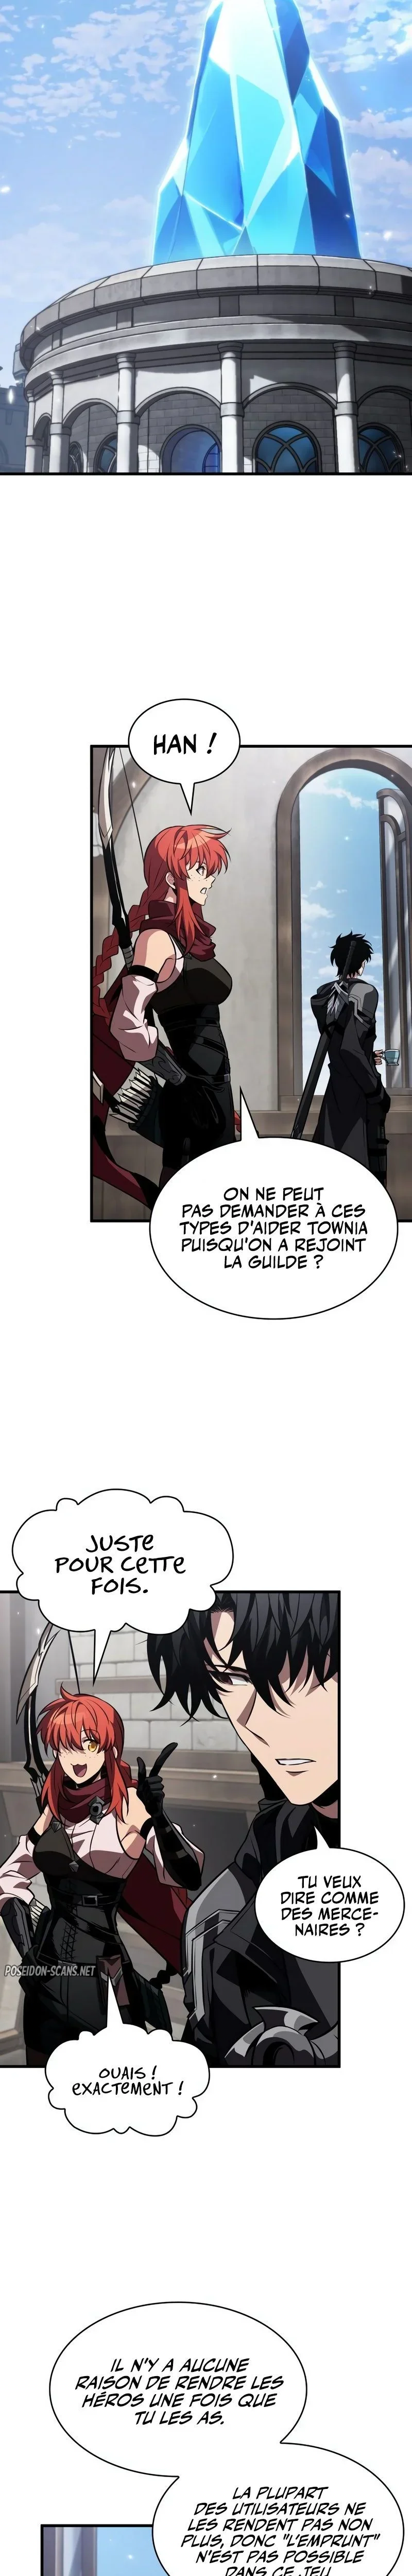 HAN !
ON NE PEUT
PAS DEMANDER À CES
TYPES D'AIDER TOWNIA
PUISQU'ON A REJOINT
LA GUILDE ?
JUSTE
POUR CETTE
FOIS.
TU VEUX
DIRE COMME
DES MERCE-
NAIRES ?
POSEIDON-SCANS.NET
OUAIS !
EXACTEMENT !
IL N'Y A AUCUNE
RAISON DE RENDRE LES
HÉROS UNE FOIS QUE
TU LES AS.
LA PLUPART
DES UTILISATEURS NE
LES RENDENT PAS NON
PLUS, DONC "L'EMPRUNT"
N'EST PAS POSSIBLE
DANS CE JEU